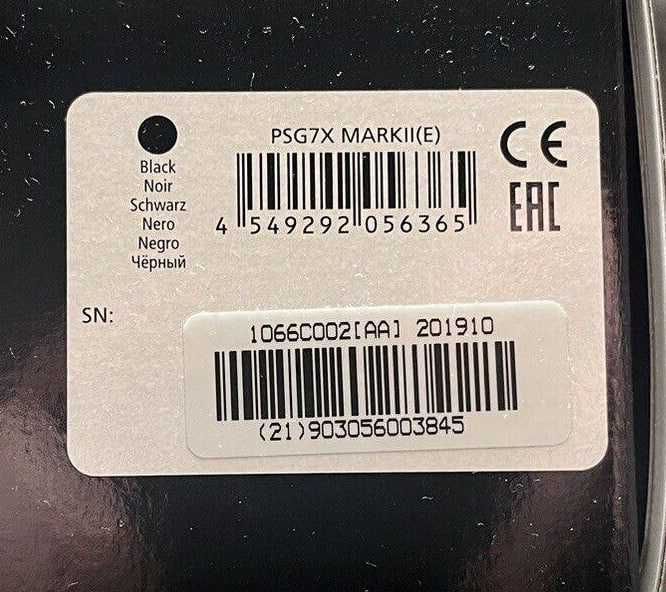 Black
Noir
Schwarz
Nero
Negro
Чёрный
PSG7X MARKII(E)
4 549292 056365
CE
EAC
SN:
1066C002[AA] 201910
(21)903056003845